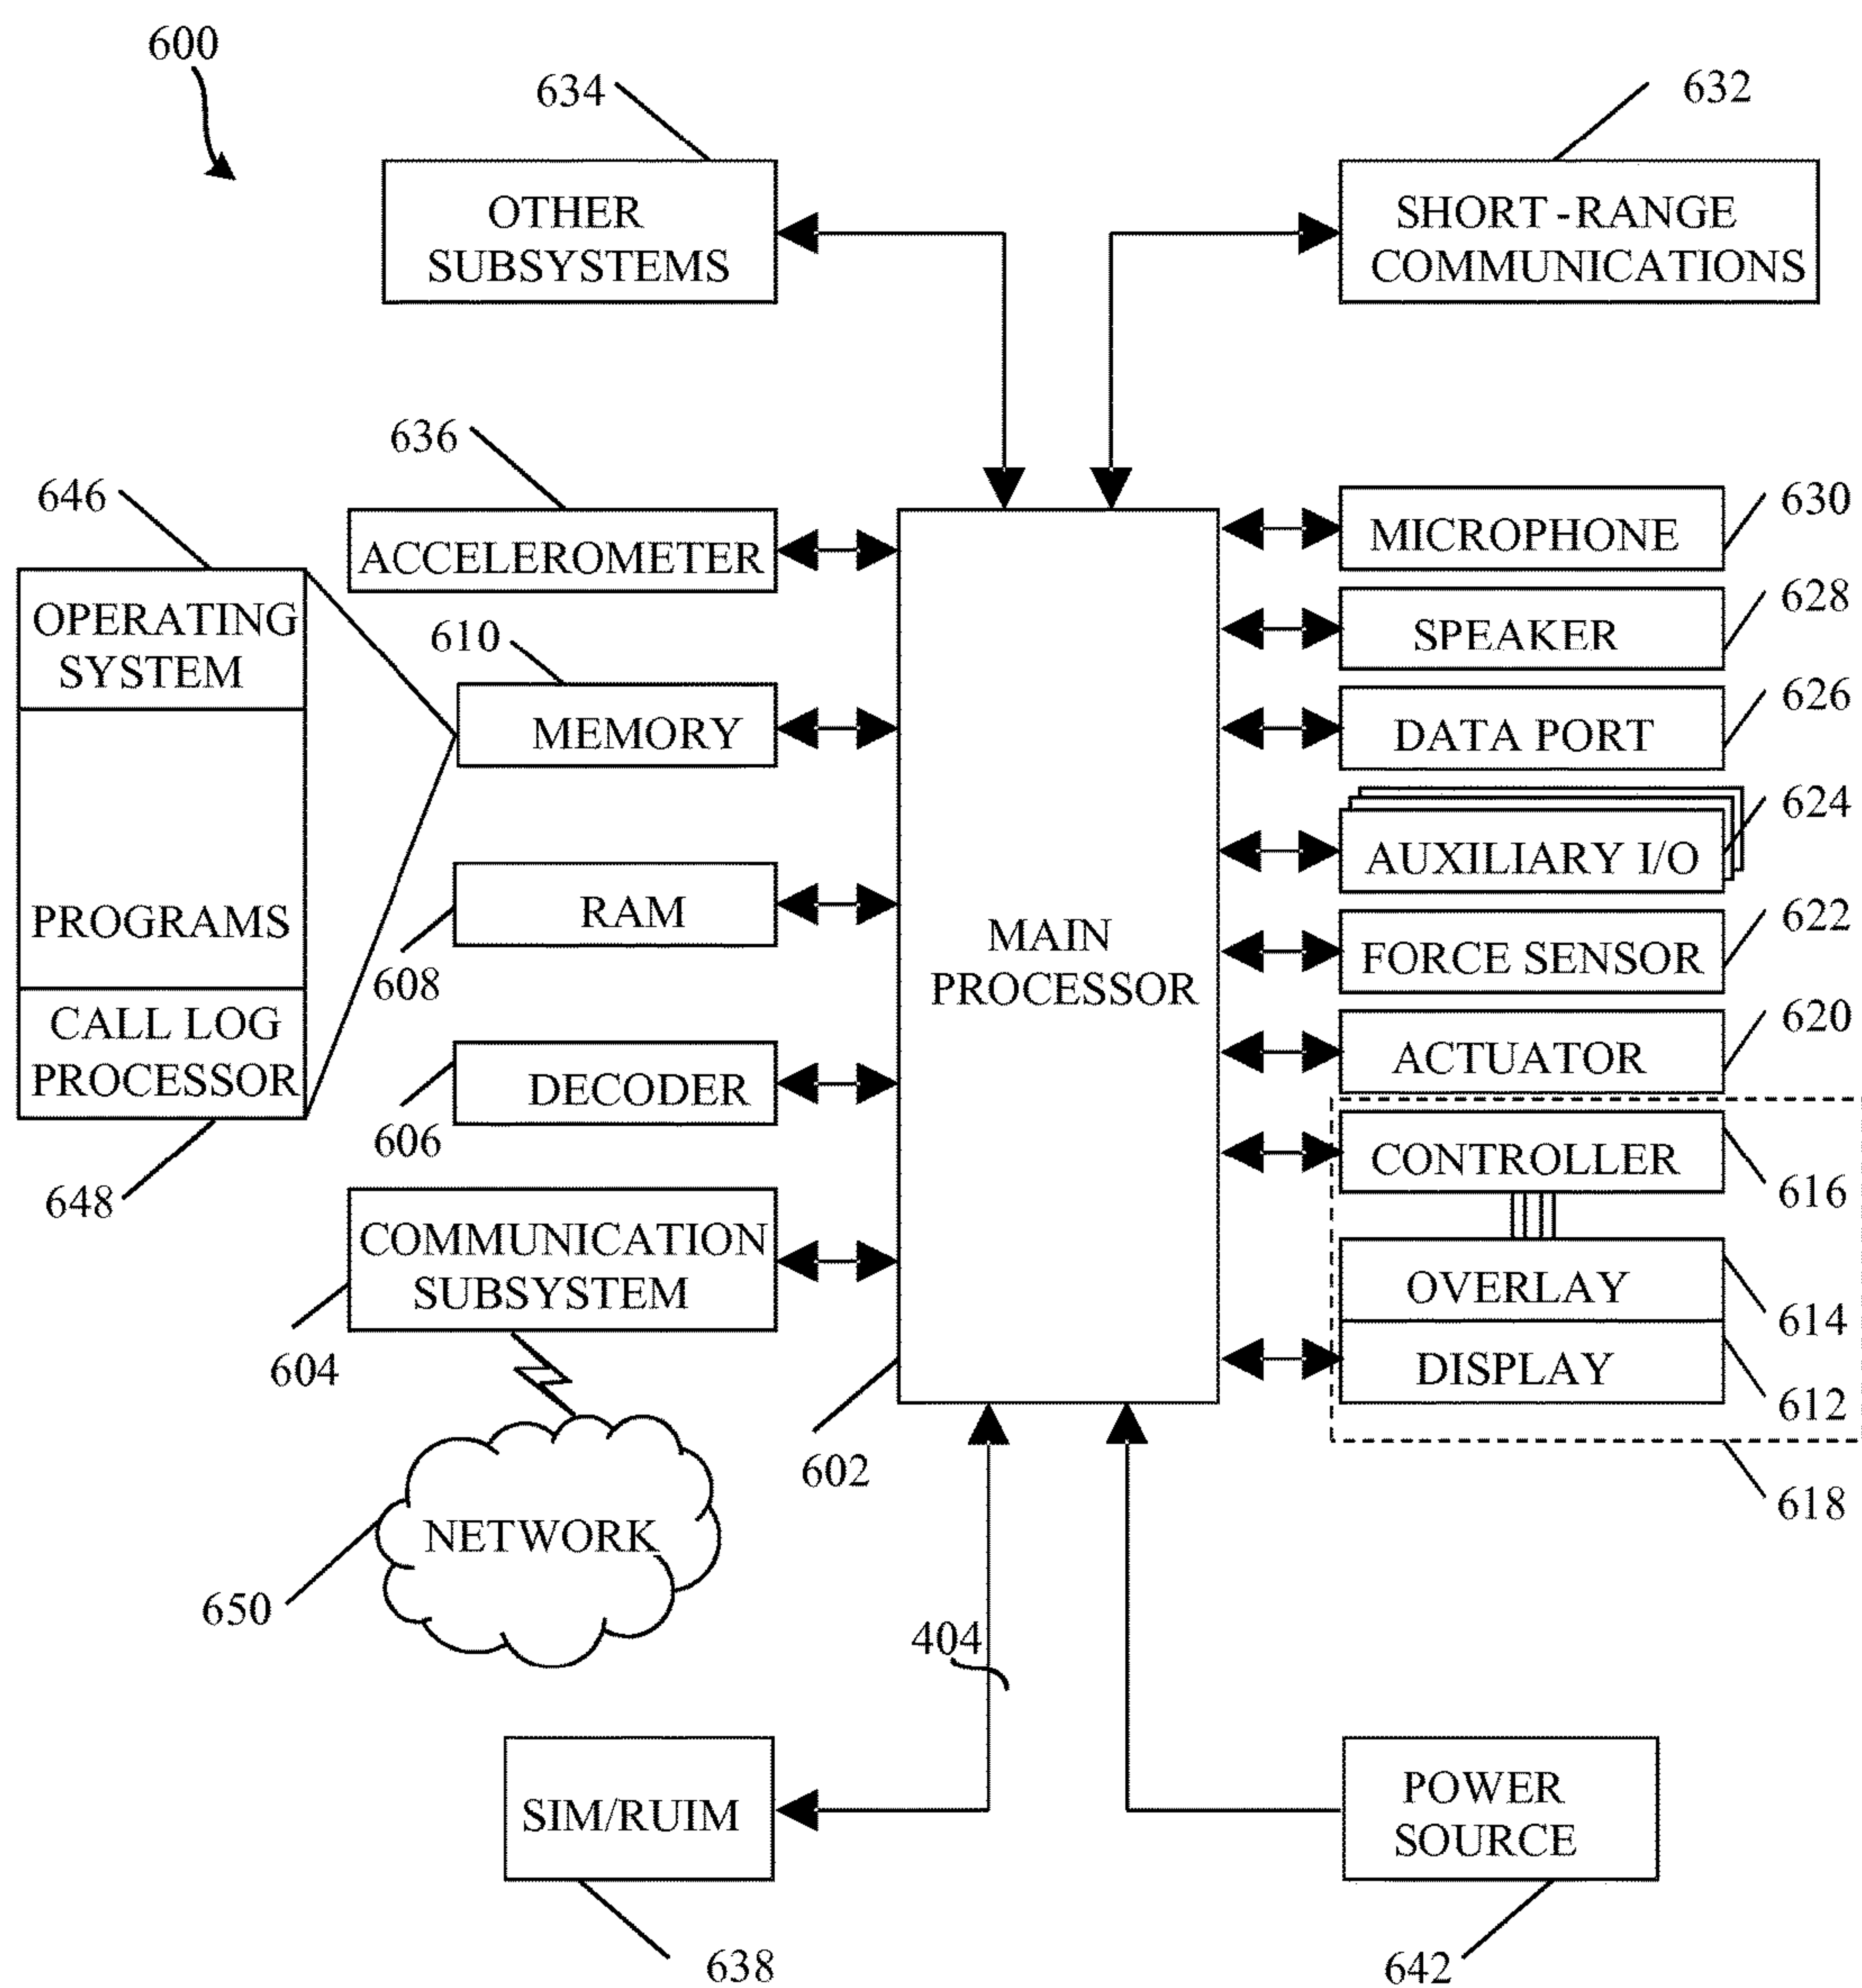 600
634
632
OTHER
SUBSYSTEMS
SHORT-RANGE
COMMUNICATIONS
636
646
ACCELEROMETER
MICROPHONE
630
OPERATING
SYSTEM
610
MEMORY
SPEAKER
628
DATA PORT
626
PROGRAMS
RAM
608
MAIN
PROCESSOR
AUXILIARY I/O
624
FORCE SENSOR
622
CALL LOG
PROCESSOR
648
DECODER
606
ACTUATOR
620
CONTROLLER
616
COMMUNICATION
SUBSYSTEM
604
OVERLAY
614
DISPLAY
612
602
618
NETWORK
650
404
SIM/RUIM
638
POWER
SOURCE
642